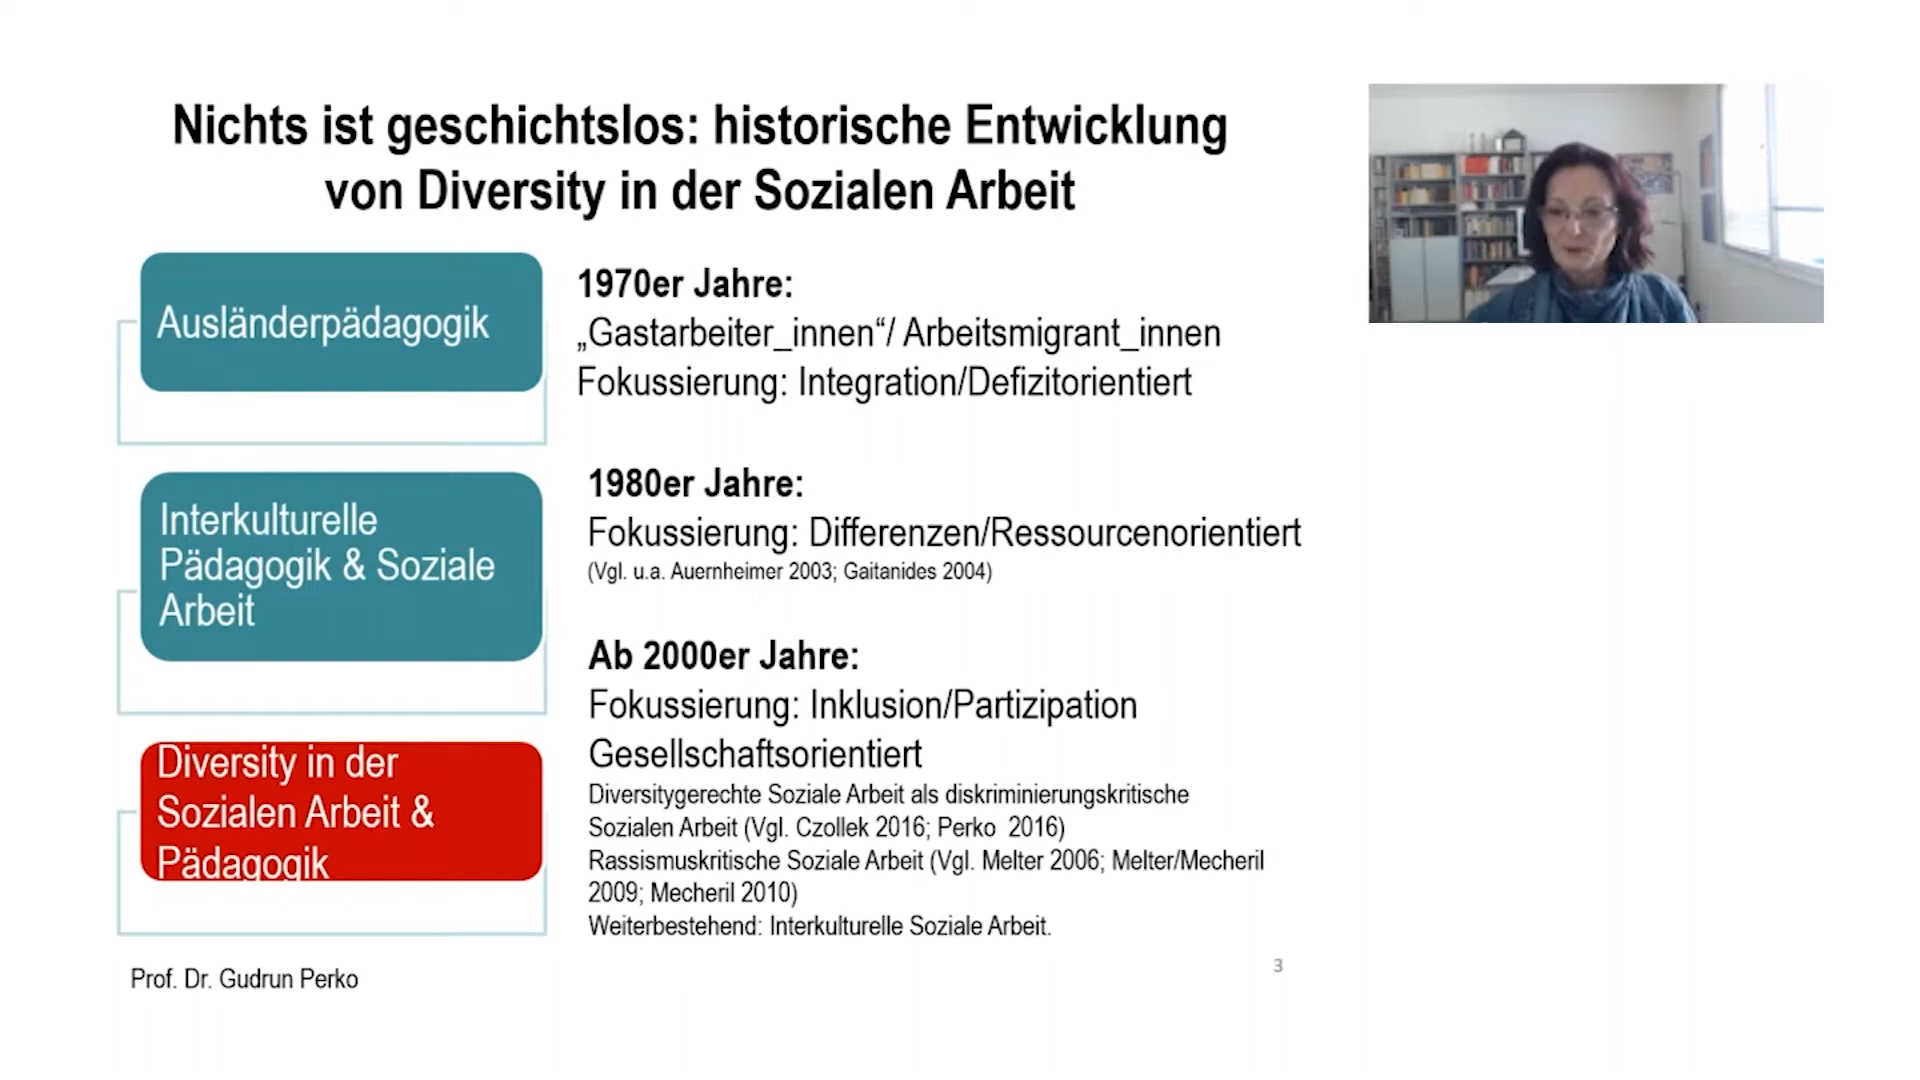 Nichts ist geschichtslos: historische Entwicklung
von Diversity in der Sozialen Arbeit
Ausländerpädagogik
1970er Jahre:
„Gastarbeiter_innen“/ Arbeitsmigrant_innen
Fokussierung: Integration/Defizitorientiert
Interkulturelle
Pädagogik & Soziale
Arbeit
1980er Jahre:
Fokussierung: Differenzen/Ressourcenorientiert
(Vgl. u.a. Auernheimer 2003; Gaitanides 2004)
Diversity in der
Sozialen Arbeit &
Pädagogik
Ab 2000er Jahre:
Fokussierung: Inklusion/Partizipation
Gesellschaftsorientiert
Diversitygerechte Soziale Arbeit als diskriminierungskritische
Sozialen Arbeit (Vgl. Czollek 2016; Perko 2016)
Rassismuskritische Soziale Arbeit (Vgl. Melter 2006; Melter/Mecheril
2009; Mecheril 2010)
Weiterbestehend: Interkulturelle Soziale Arbeit.
Prof. Dr. Gudrun Perko
3